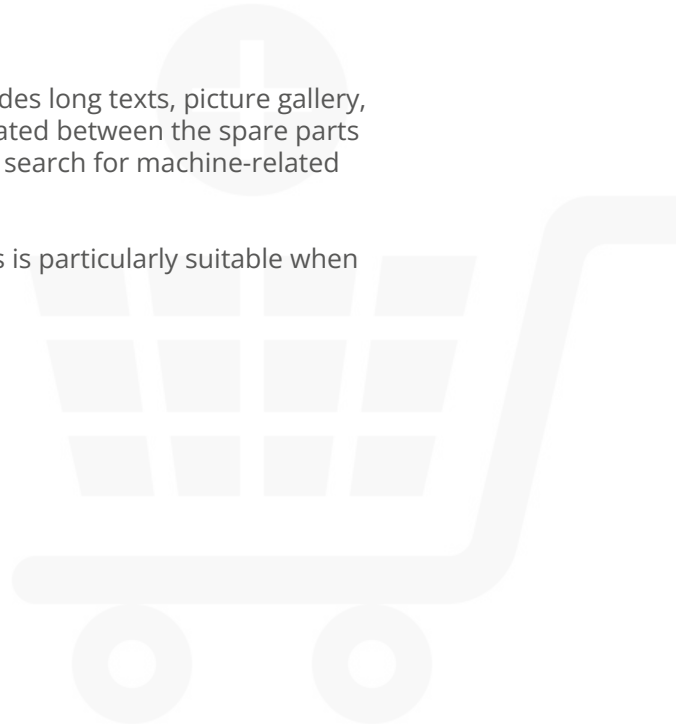 des long texts, picture gallery,
ated between the spare parts
search for machine-related
s is particularly suitable when